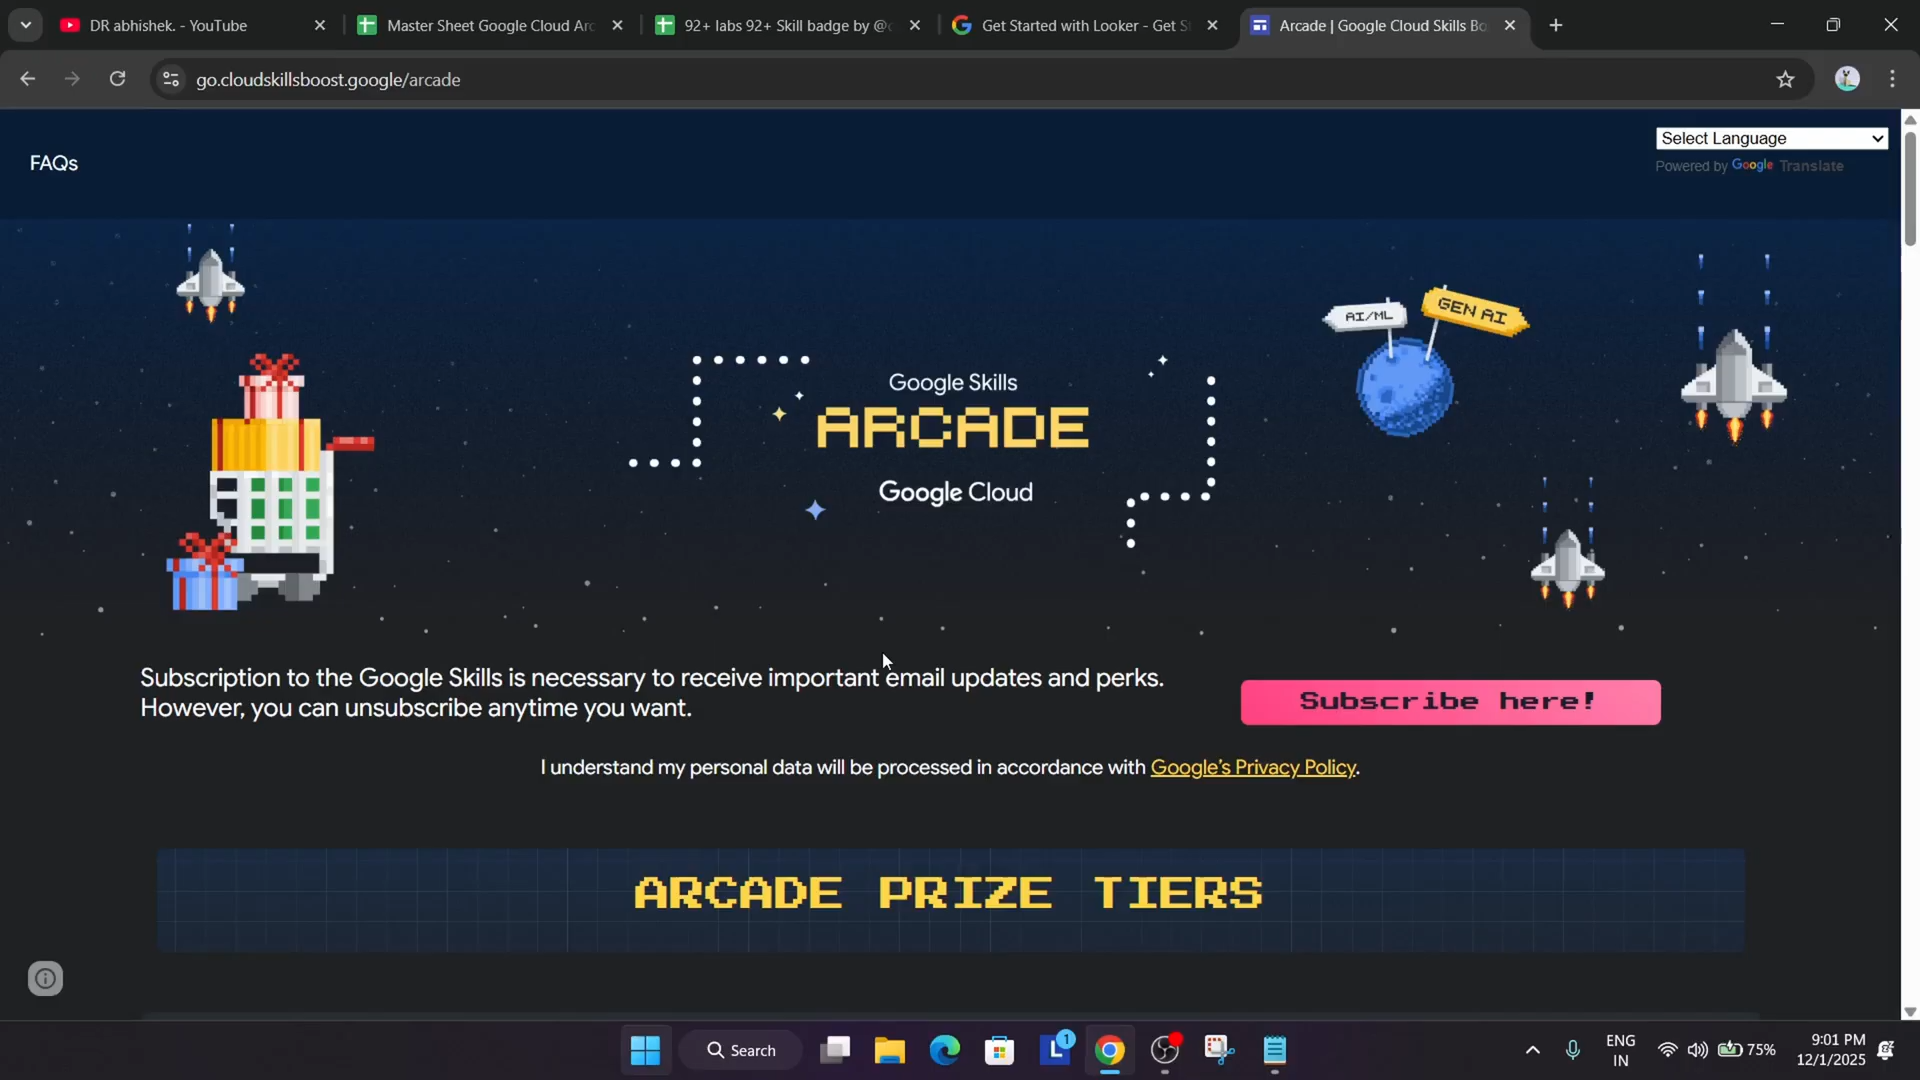 DR abhishek. - YouTube
Master Sheet Google Cloud Arc
92+ labs 92+ Skill badge by @
Get Started with Looker - Get S
Arcade | Google Cloud Skills Bo
go.cloudskillsboost.google/arcade
FAQs
Select Language
Powered by Google Translate
AI/ML
GEN AI
Google Skills
ARCADE
Google Cloud
Subscription to the Google Skills is necessary to receive important email updates and perks.
However, you can unsubscribe anytime you want.
Subscribe here!
I understand my personal data will be processed in accordance with Google's Privacy Policy.
ARCADE PRIZE TIERS
Search
L
1
ENG
IN
75%
9:01 PM
12/1/2025